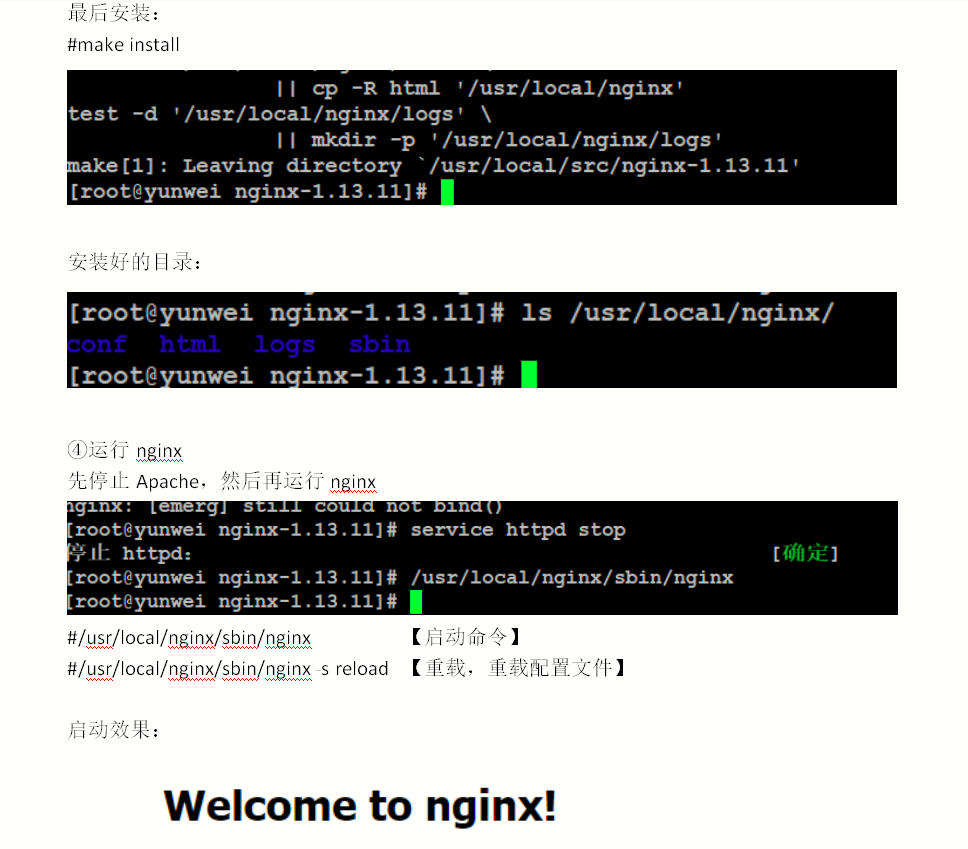 最后安装：
#make install
|| cp -R html '/usr/local/nginx'
test -d '/usr/local/nginx/logs' \
|| mkdir -p '/usr/local/nginx/logs'
make[1]: Leaving directory `/usr/local/src/nginx-1.13.11'
[root@yunwei nginx-1.13.11]#
安装好的目录：
[root@yunwei nginx-1.13.11]# ls /usr/local/nginx/
conf html logs sbin
[root@yunwei nginx-1.13.11]#
④运行 nginx
先停止 Apache，然后再运行 nginx
nginx: [emerg] still could not bind()
[root@yunwei nginx-1.13.11]# service httpd stop
停止 httpd： [确定]
[root@yunwei nginx-1.13.11]# /usr/local/nginx/sbin/nginx
[root@yunwei nginx-1.13.11]#
#/usr/local/nginx/sbin/nginx 【启动命令】
#/usr/local/nginx/sbin/nginx -s reload 【重载，重载配置文件】
启动效果：
Welcome to nginx!